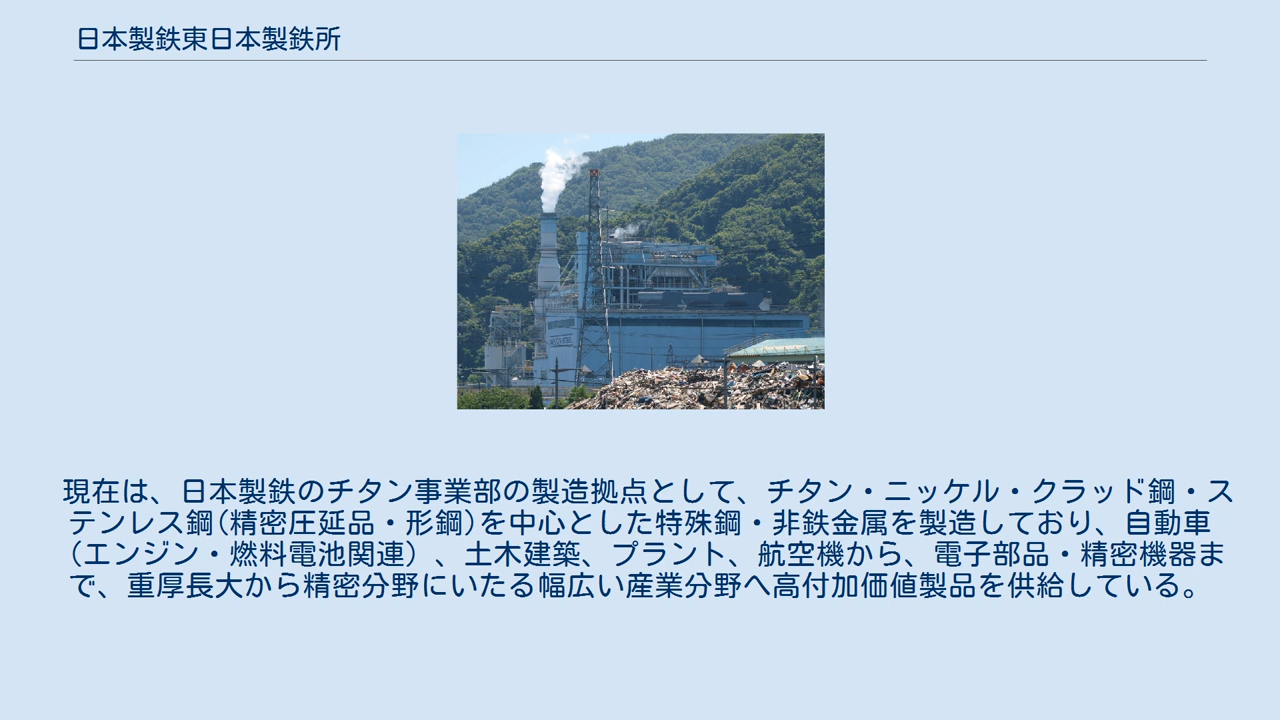 日本製鉄東日本製鉄所
現在は、日本製鉄のチタン事業部の製造拠点として、チタン・ニッケル・クラッド鋼・ス
テンレス鋼(精密圧延品・形鋼)を中心とした特殊鋼・非鉄金属を製造しており、自動車
(エンジン・燃料電池関連) 、土木建築、プラント、航空機から、電子部品・精密機器ま
で、重厚長大から精密分野にいたる幅広い産業分野へ高付加価値製品を供給している。